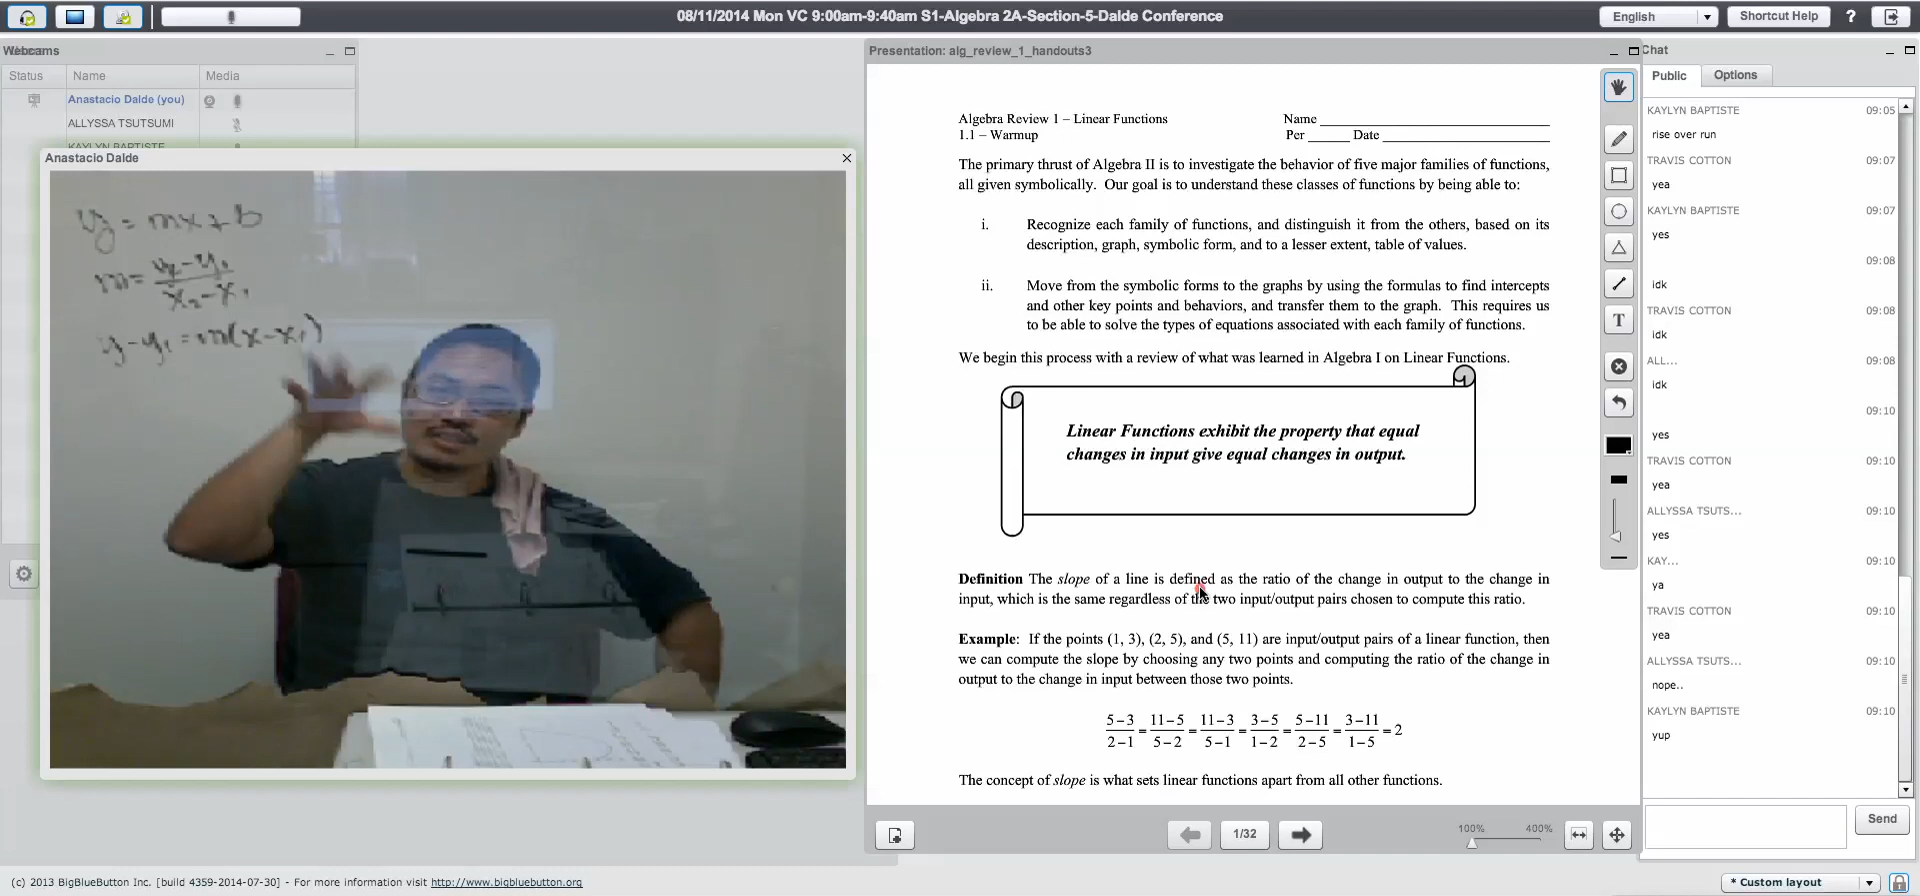 08/11/2014 Mon VC 9:00am-9:40am S1-Algebra 2A-Section-5-Dalde Conference
English
Shortcut Help
?
Webcams
Status Name Media
Anastacio Dalde (you)
ALLYSSA TSUTSUMI
KAYLYN BAPTISTE
Anastacio Dalde
y = mx + b
m = y₂-y₁
x₂-x₁
y-y₁ = m(x-x₁)
Presentation: alg_review_1_handouts3
Algebra Review 1 – Linear Functions Name
1.1 – Warmup Per Date
The primary thrust of Algebra II is to investigate the behavior of five major families of functions,
all given symbolically. Our goal is to understand these classes of functions by being able to:
i. Recognize each family of functions, and distinguish it from the others, based on its
description, graph, symbolic form, and to a lesser extent, table of values.
ii. Move from the symbolic forms to the graphs by using the formulas to find intercepts
and other key points and behaviors, and transfer them to the graph. This requires us
to be able to solve the types of equations associated with each family of functions.
We begin this process with a review of what was learned in Algebra I on Linear Functions.
Linear Functions exhibit the property that equal
changes in input give equal changes in output.
Definition The slope of a line is defined as the ratio of the change in output to the change in
input, which is the same regardless of the two input/output pairs chosen to compute this ratio.
Example: If the points (1, 3), (2, 5), and (5, 11) are input/output pairs of a linear function, then
we can compute the slope by choosing any two points and computing the ratio of the change in
output to the change in input between those two points.
5−3 11−5 11−3 3−5 5−11 3−11
= = = = = = 2
2−1 5−2 5−1 1−2 2−5 1−5
The concept of slope is what sets linear functions apart from all other functions.
1/32
100% 400%
T
Chat
Public Options
KAYLYN BAPTISTE 09:05
rise over run
TRAVIS COTTON 09:07
yea
KAYLYN BAPTISTE 09:07
yes
09:08
idk
TRAVIS COTTON 09:08
idk
ALL... 09:08
idk
09:10
yes
TRAVIS COTTON 09:10
yea
ALLYSSA TSUTS... 09:10
yes
KAY... 09:10
ya
TRAVIS COTTON 09:10
yea
ALLYSSA TSUTS... 09:10
nope..
KAYLYN BAPTISTE 09:10
yup
Send
(c) 2013 BigBlueButton Inc. [build 4359-2014-07-30] - For more information visit http://www.bigbluebutton.org
* Custom layout